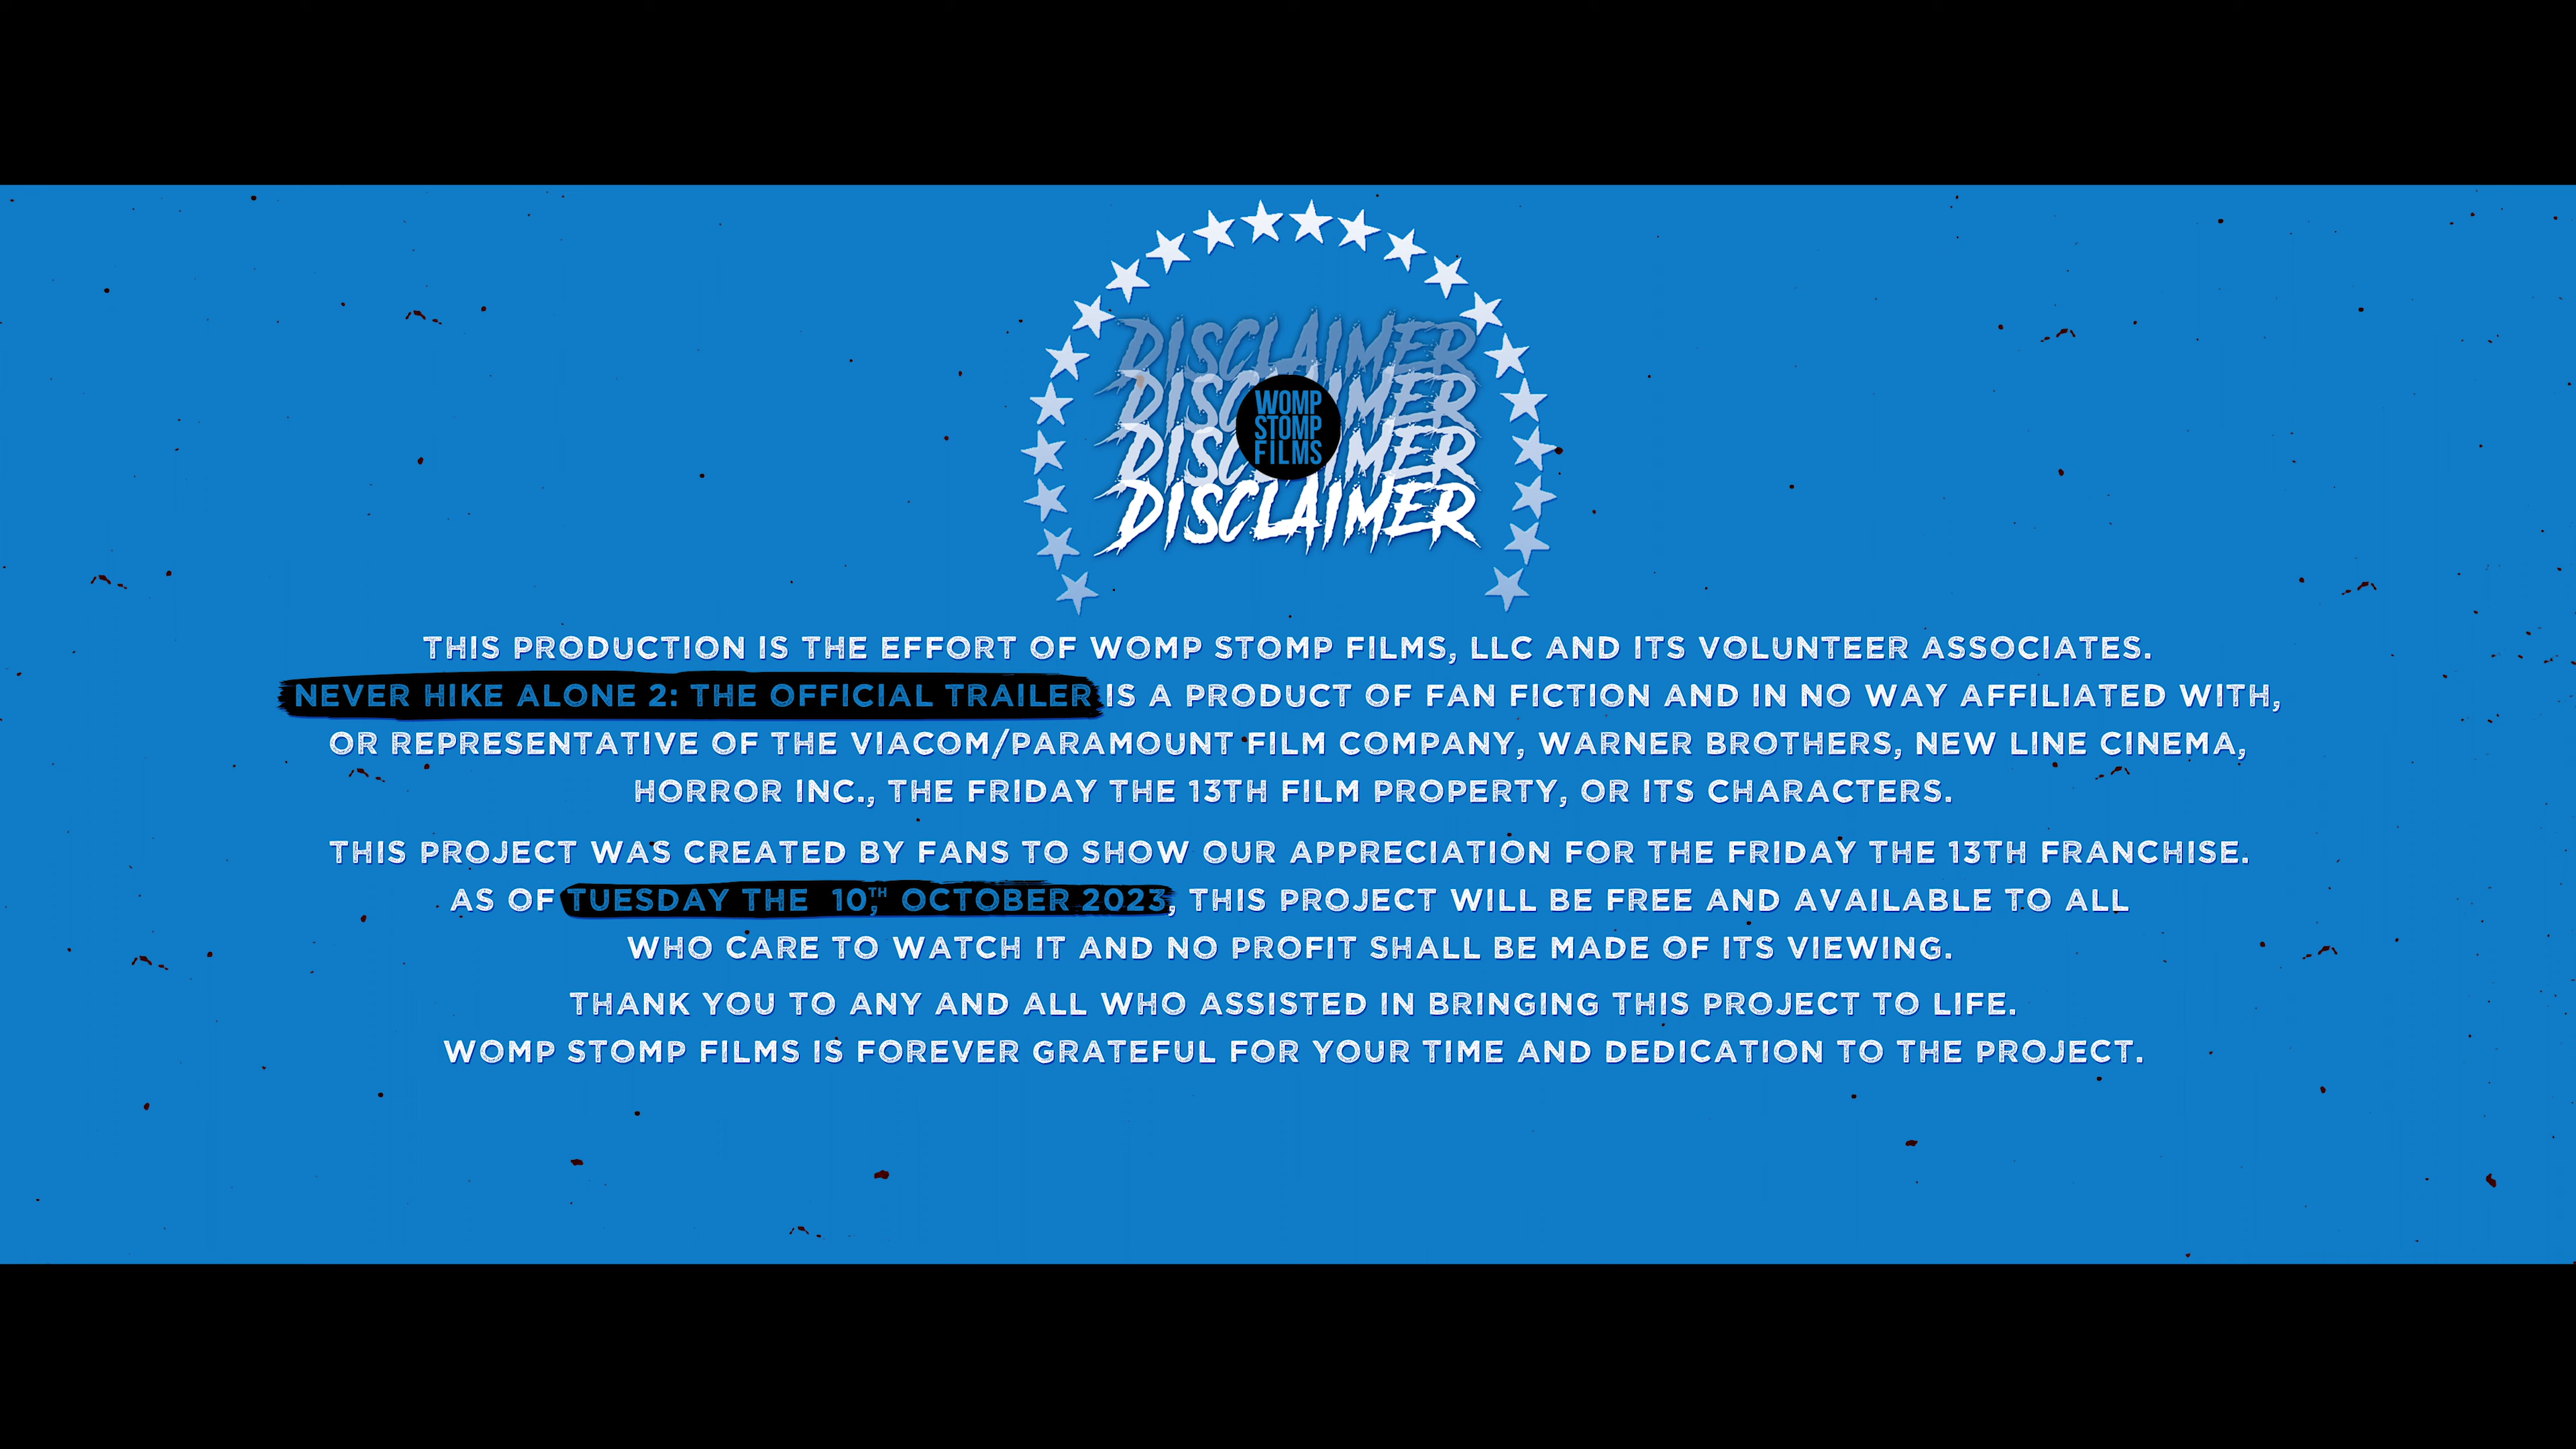 DISCLAIMER
DISCLAIMER
DISCLAIMER
DISCLAIMER
WOMP
STOMP
FILMS
THIS PRODUCTION IS THE EFFORT OF WOMP STOMP FILMS, LLC AND ITS VOLUNTEER ASSOCIATES.
NEVER HIKE ALONE 2: THE OFFICIAL TRAILER IS A PRODUCT OF FAN FICTION AND IN NO WAY AFFILIATED WITH,
OR REPRESENTATIVE OF THE VIACOM/PARAMOUNT FILM COMPANY, WARNER BROTHERS, NEW LINE CINEMA,
HORROR INC., THE FRIDAY THE 13TH FILM PROPERTY, OR ITS CHARACTERS.
THIS PROJECT WAS CREATED BY FANS TO SHOW OUR APPRECIATION FOR THE FRIDAY THE 13TH FRANCHISE.
AS OF TUESDAY THE 10TH, OCTOBER 2023, THIS PROJECT WILL BE FREE AND AVAILABLE TO ALL
WHO CARE TO WATCH IT AND NO PROFIT SHALL BE MADE OF ITS VIEWING.
THANK YOU TO ANY AND ALL WHO ASSISTED IN BRINGING THIS PROJECT TO LIFE.
WOMP STOMP FILMS IS FOREVER GRATEFUL FOR YOUR TIME AND DEDICATION TO THE PROJECT.